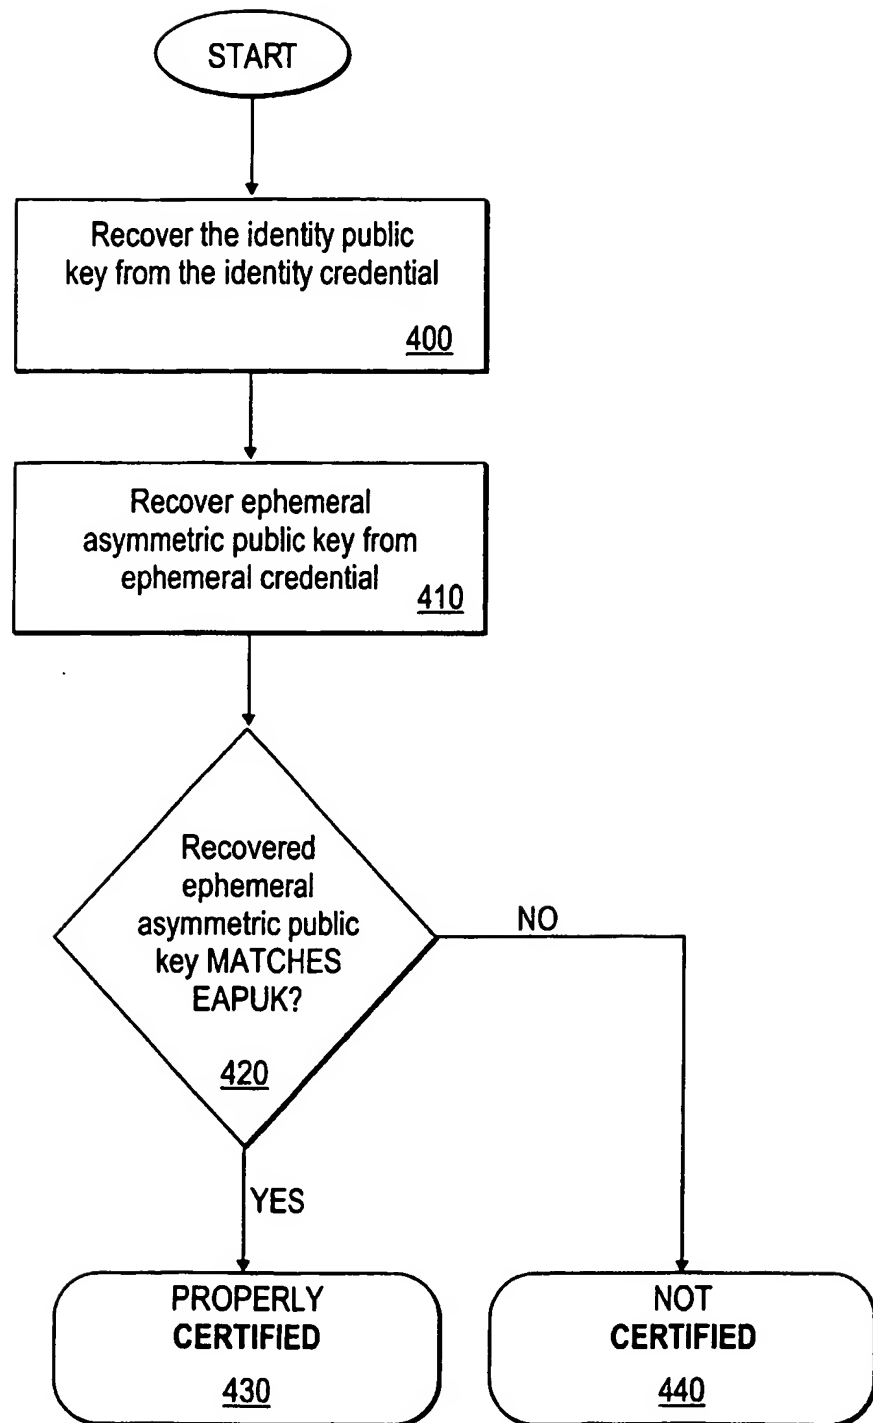 START
Recover the identity public
key from the identity credential
400
Recover ephemeral
asymmetric public key from
ephemeral credential
410
Recovered
ephemeral
asymmetric public
key MATCHES
EAPUK?
420
NO
YES
PROPERLY
CERTIFIED
430
NOT
CERTIFIED
440